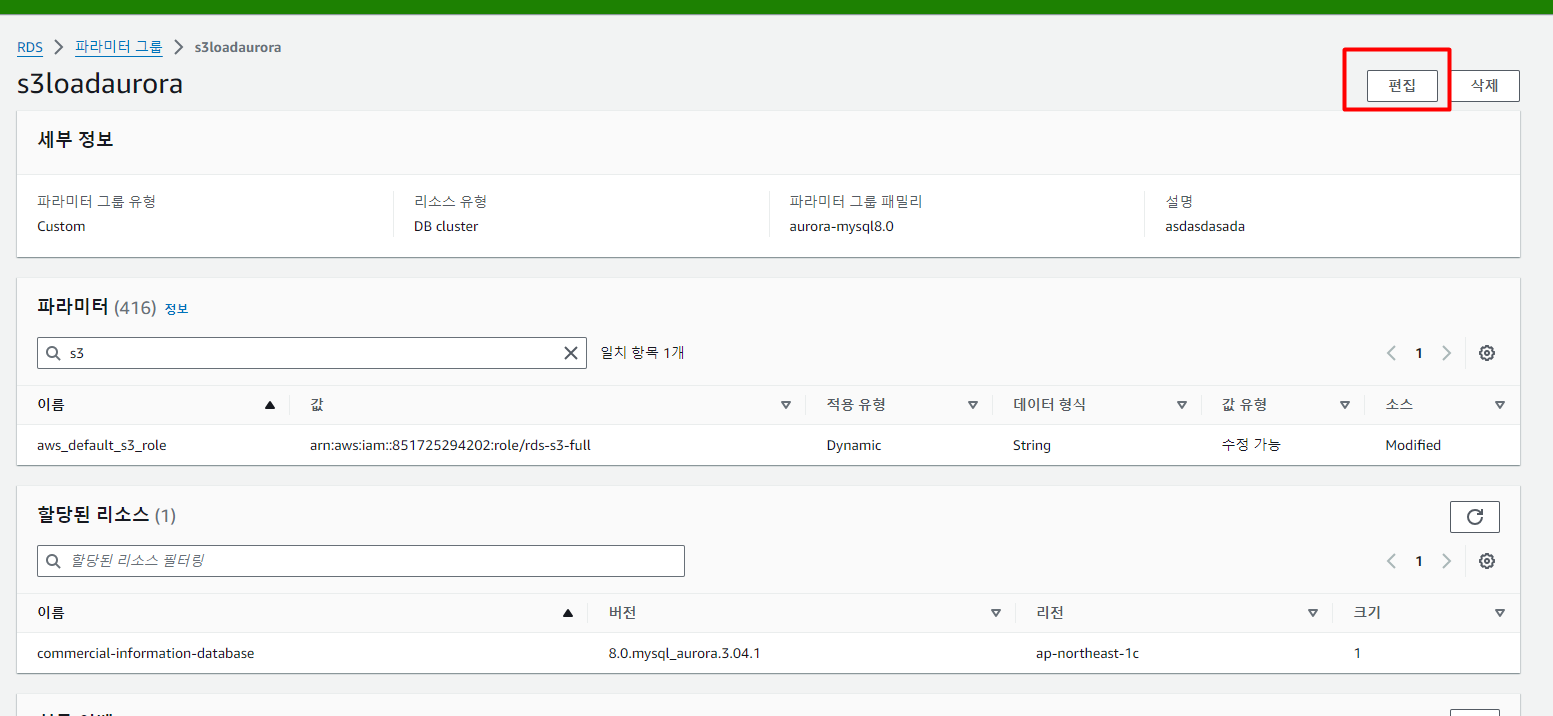 RDS 파라미터 그룹 s3loadaurora
s3loadaurora
편집 삭제
세부 정보
파라미터 그룹 유형 리소스 유형 파라미터 그룹 패밀리 설명
Custom DB cluster aurora-mysql8.0 asdasdasada
파라미터 (416) 정보
s3 일치 항목 1개 1
이름 값 적용 유형 데이터 형식 값 유형 소스
aws_default_s3_role arn:aws:iam::851725294202:role/rds-s3-full Dynamic String 수정 가능 Modified
할당된 리소스 (1)
할당된 리소스 필터링 1
이름 버전 리전 크기
commercial-information-database 8.0.mysql_aurora.3.04.1 ap-northeast-1c 1